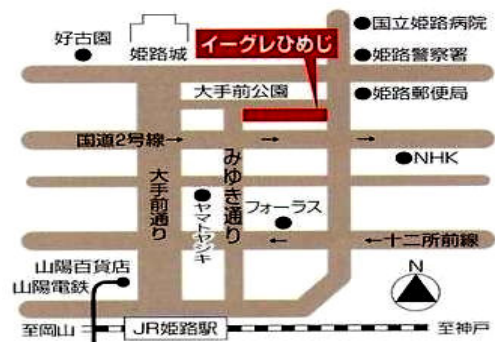 好古園
姫路城
イーグレひめじ
国立姫路病院
姫路警察署
大手前公園
姫路郵便局
国道2号線→
→
→
NHK
大手前通り
みゆき通り
ヤマトヤシキ
フォーラス
←
←十二所前線
山陽百貨店
山陽電鉄
N
至岡山
JR姫路駅
至神戸